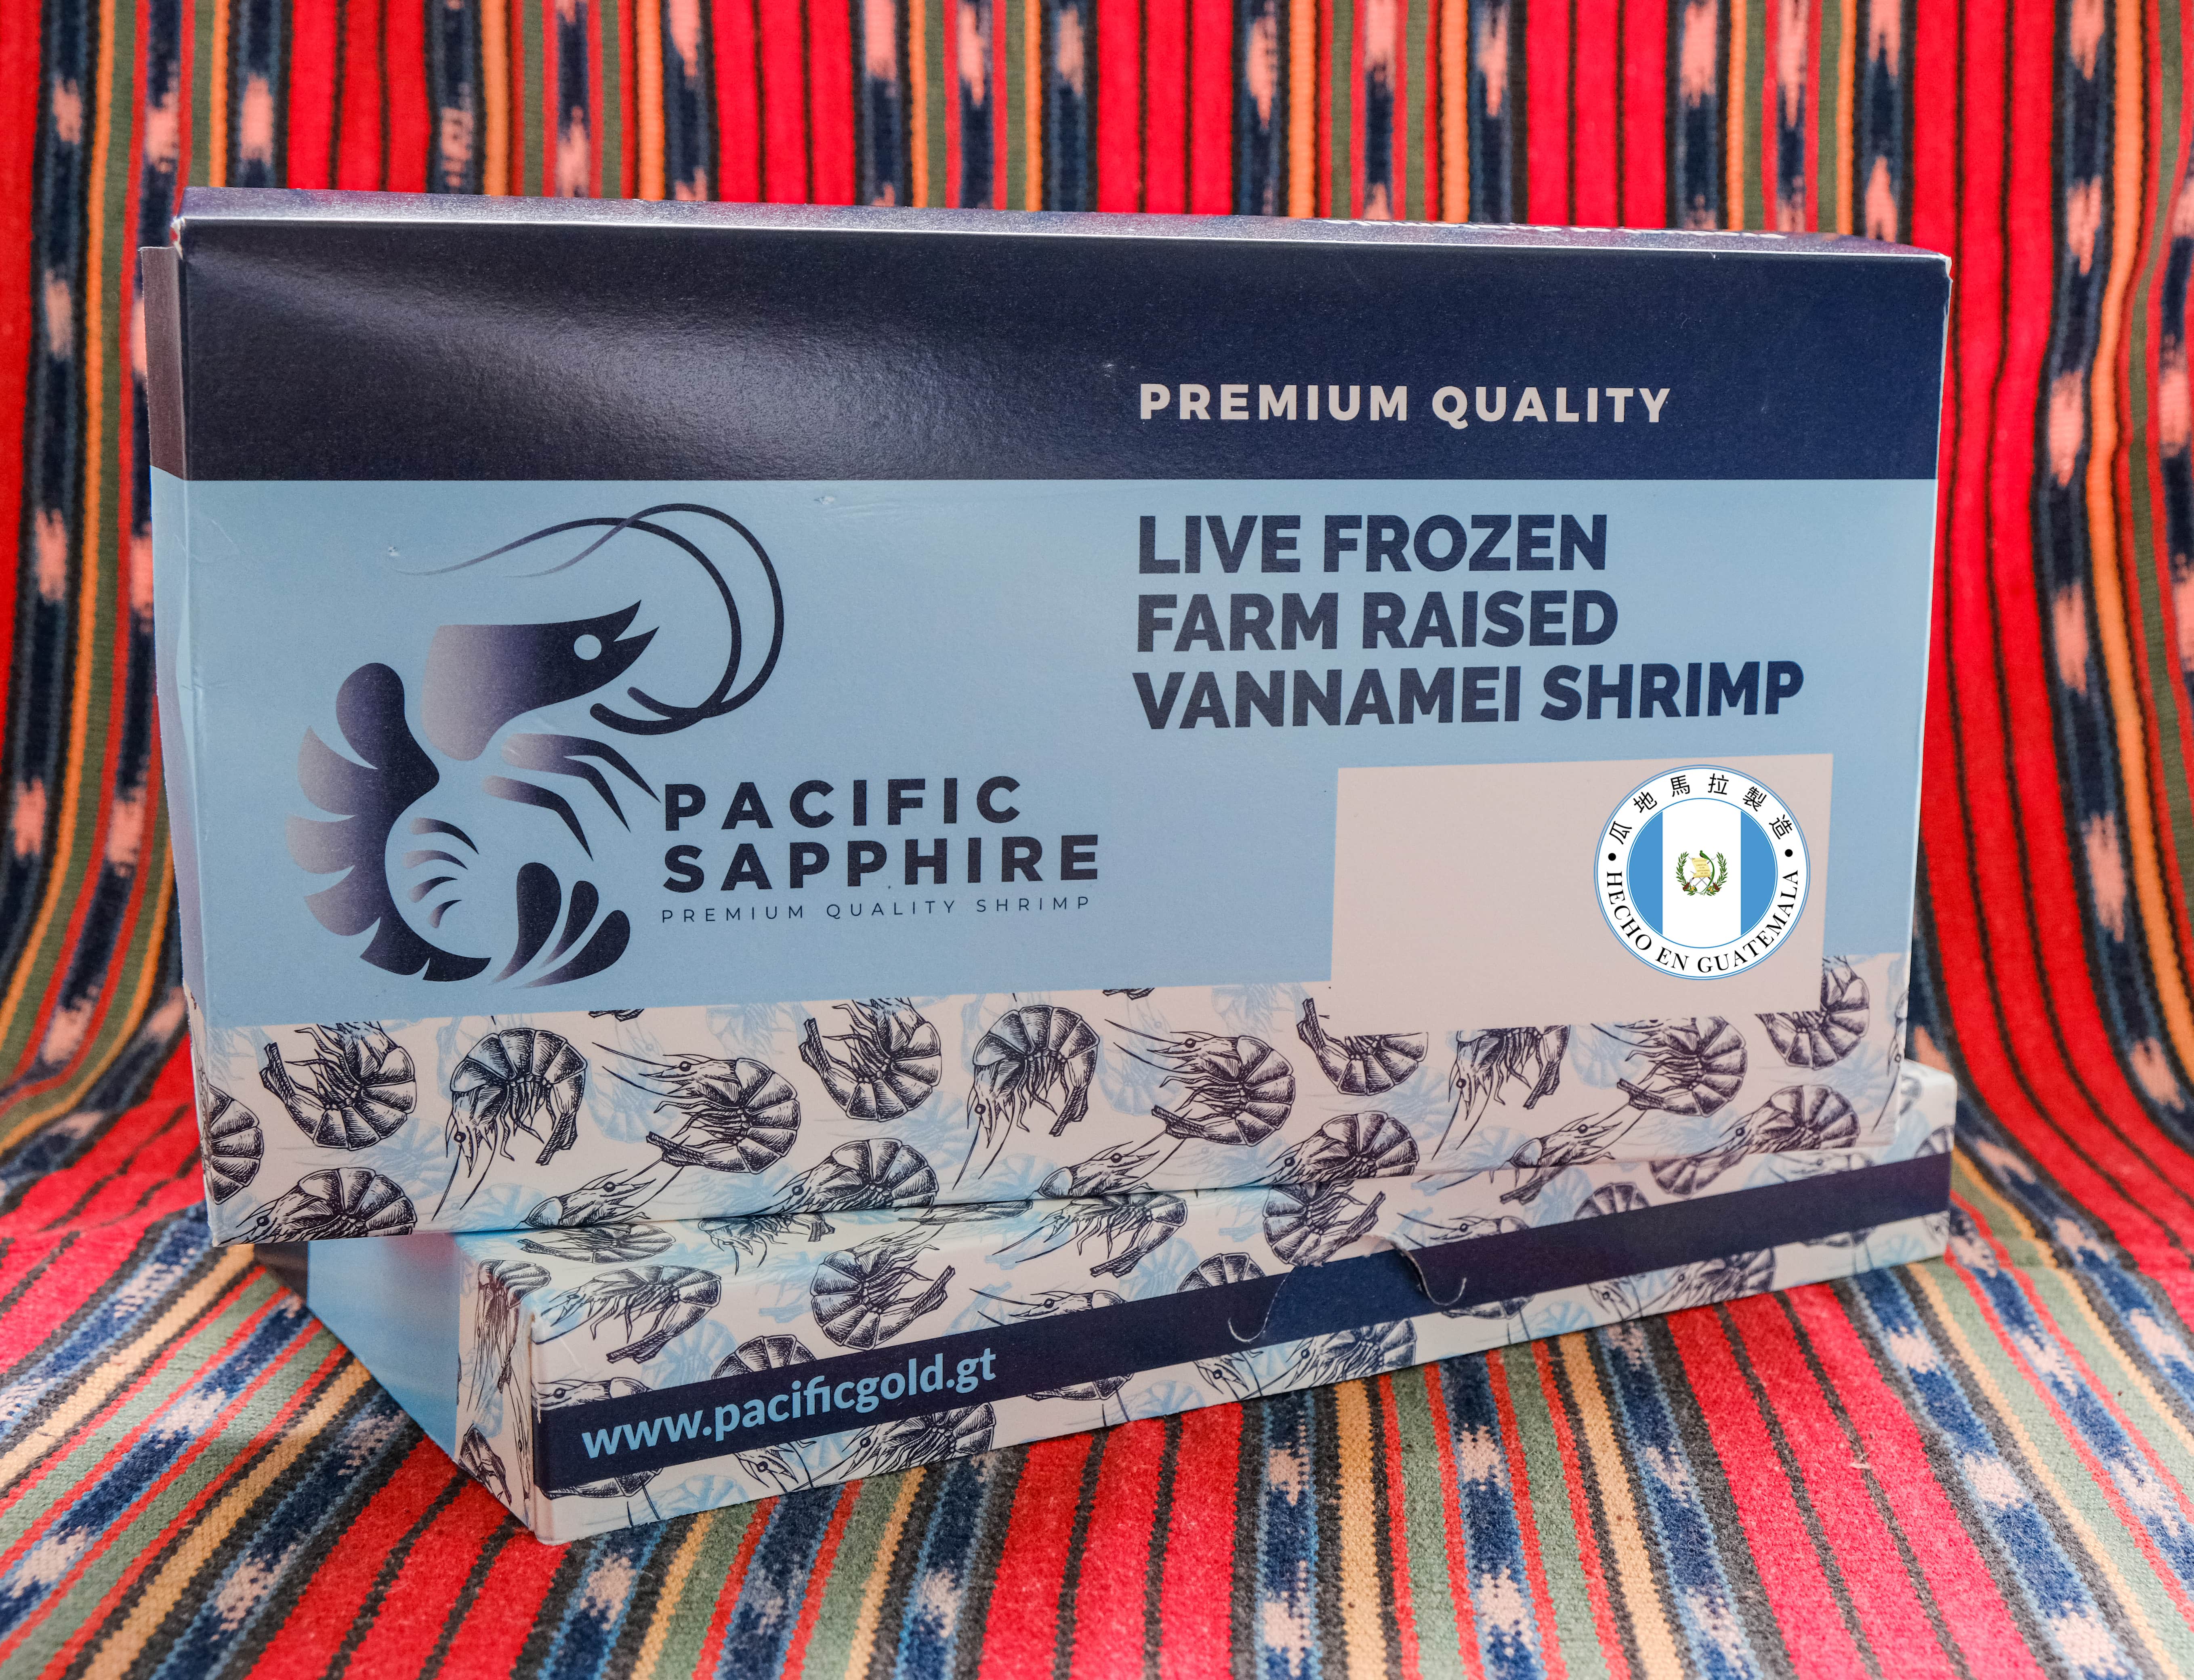 PREMIUM QUALITY
LIVE FROZEN
FARM RAISED
VANNAMEI SHRIMP
PACIFIC
SAPPHIRE
PREMIUM QUALITY SHRIMP
瓜地馬拉製造
• HECHO EN GUATEMALA •
www.pacificgold.gt